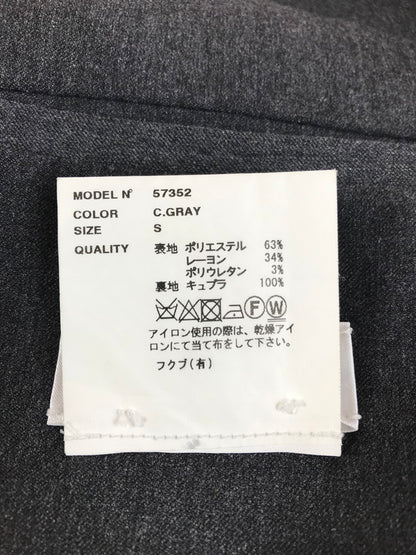 MODEL Nº 57352
COLOR C.GRAY
SIZE S
QUALITY 表地 ポリエステル 63%
レーヨン 34%
ポリウレタン 3%
裏地 キュプラ 100%
F W
アイロン使用の際は、乾燥アイ
ロンにて当て布をして下さい。
フクブ(有)